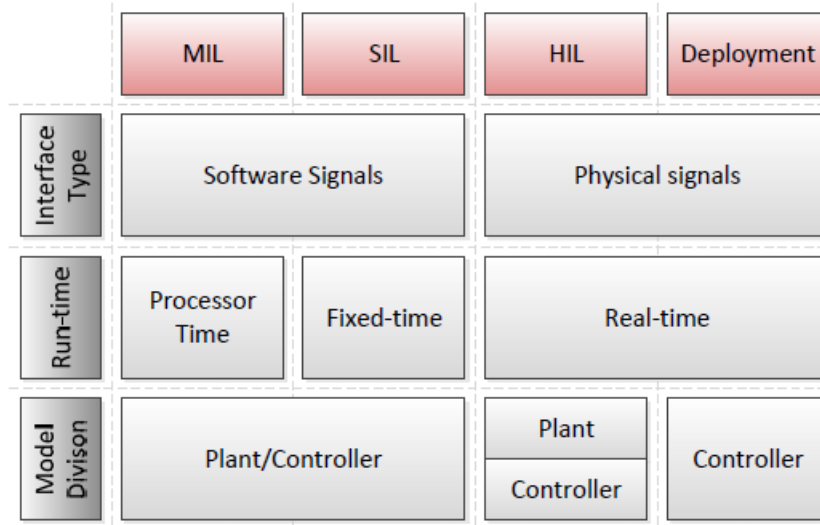 MIL SIL HIL Deployment
Interface
Type
Software Signals Physical signals
Run-time
Processor
Time
Fixed-time Real-time
Model
Divison
Plant/Controller
Plant
Controller
Controller